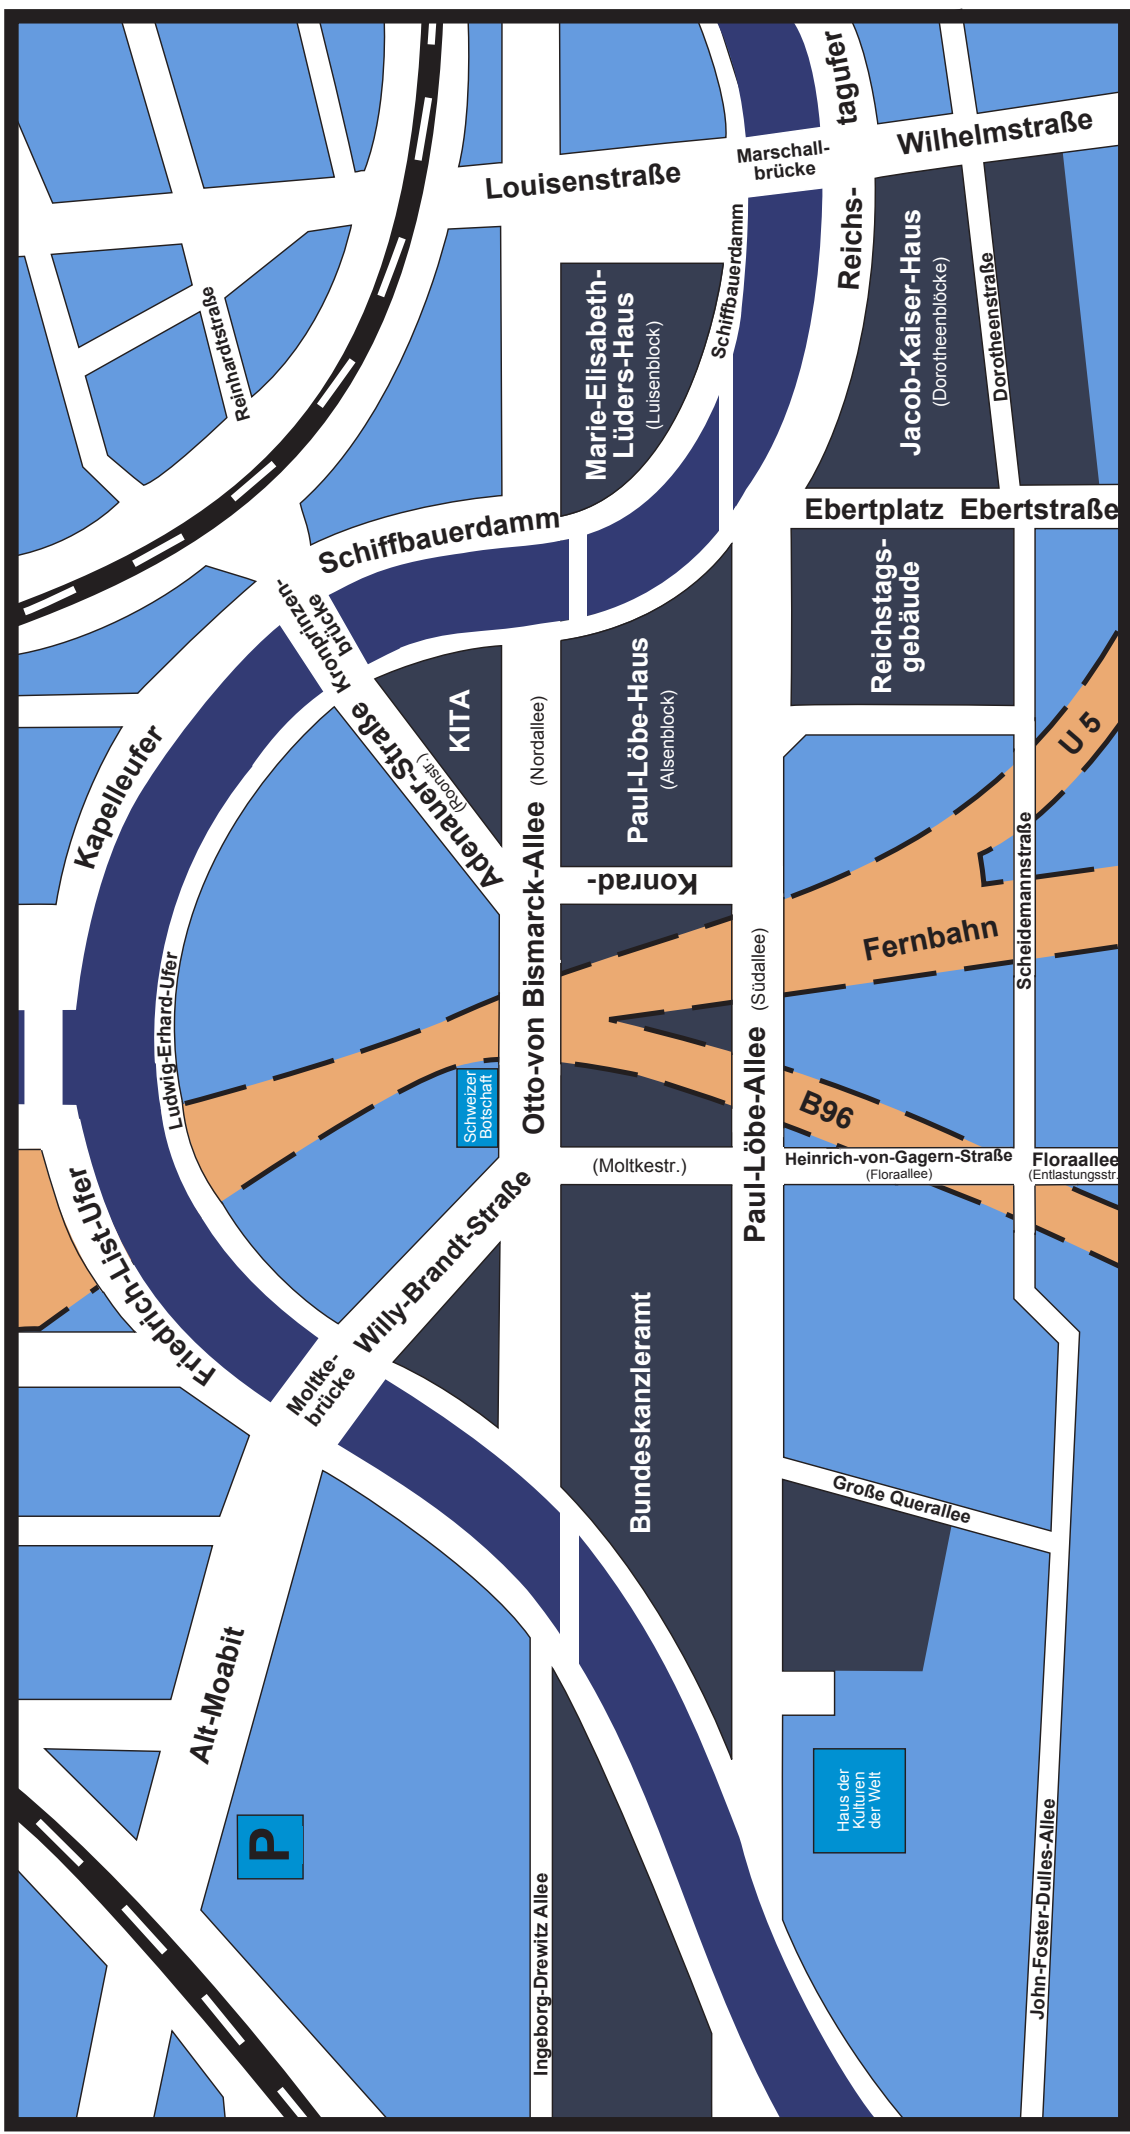 tagufer
Wilhelmstraße
Marschall-
brücke
Louisenstraße
Reichs-
Schiffbauerdamm
Jacob-Kaiser-Haus
(Dorotheenblöcke)
Dorotheenstraße
Marie-Elisabeth-
Lüders-Haus
(Luisenblock)
Reinhardtstraße
Ebertplatz
Ebertstraße
Schiffbauerdamm
Kronprinzen-
brücke
Reichstags-
gebäude
Paul-Löbe-Haus
(Alsenblock)
KITA
Kapelleufer
Konrad-
Adenauer-Straße
(Roonstr.)
U 5
Otto-von Bismarck-Allee (Nordallee)
Fernbahn
Scheidemannstraße
Ludwig-Erhard-Ufer
Paul-Löbe-Allee (Südallee)
Schweizer
Botschaft
B96
(Moltkestr.)
Heinrich-von-Gagern-Straße
(Floraallee)
Floraallee
(Entlastungsstr.
Friedrich-List-Ufer
Willy-Brandt-Straße
Moltke-
brücke
Bundeskanzleramt
Große Querallee
Alt-Moabit
P
Haus der
Kulturen
der Welt
Ingeborg-Drewitz Allee
John-Foster-Dulles-Allee